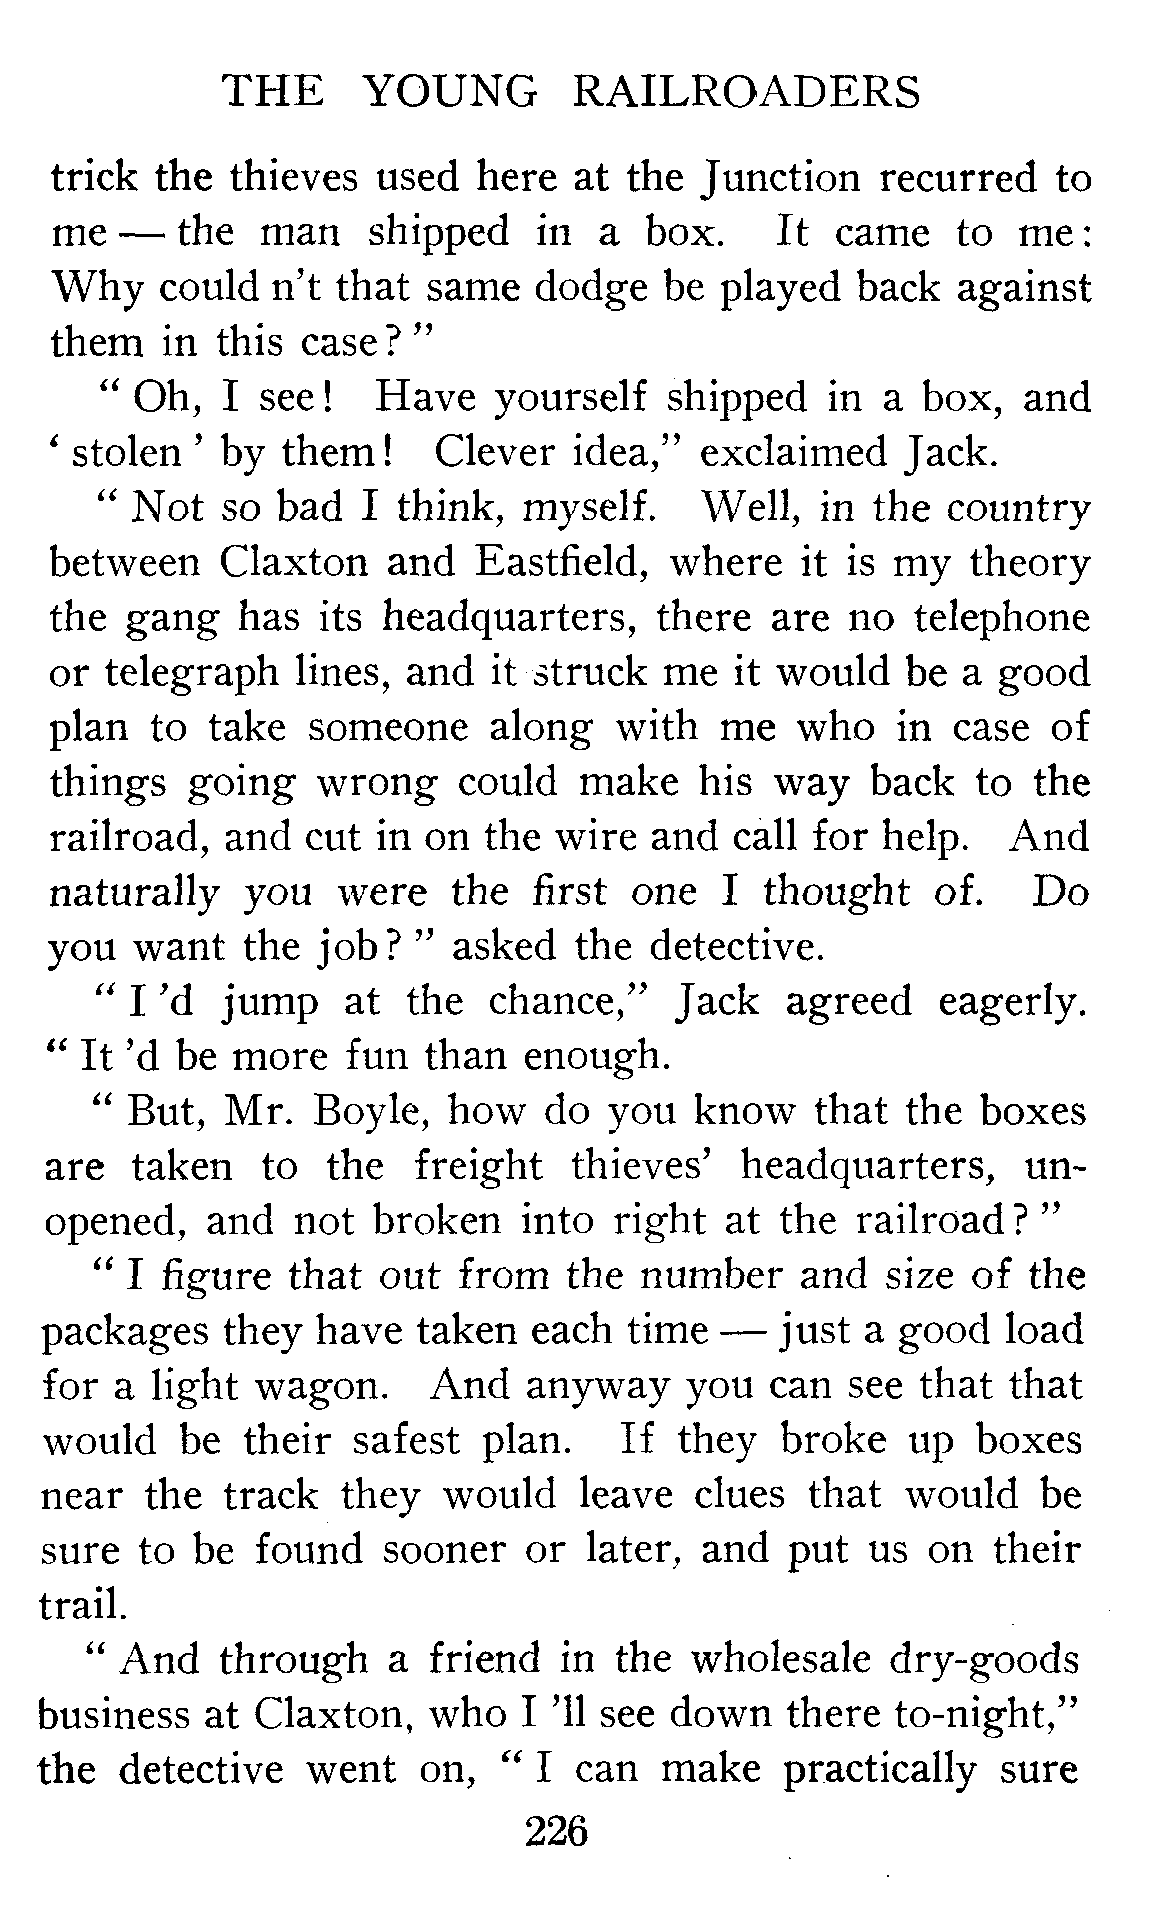 THE YOUNG RAILROADERS
trick the thieves used here at the Junction recurred to
me — the man shipped in a box. It came to me:
Why could n't that same dodge be played back against
them in this case? "
" Oh, I see! Have yourself shipped in a box, and
' stolen ' by them! Clever idea," exclaimed Jack.
" Not so bad I think, myself. Well, in the country
between Claxton and Eastfield, where it is my theory
the gang has its headquarters, there are no telephone
or telegraph lines, and it struck me it would be a good
plan to take someone along with me who in case of
things going wrong could make his way back to the
railroad, and cut in on the wire and call for help. And
naturally you were the first one I thought of. Do
you want the job? " asked the detective.
" I 'd jump at the chance," Jack agreed eagerly.
" It 'd be more fun than enough.
" But, Mr. Boyle, how do you know that the boxes
are taken to the freight thieves' headquarters, un-
opened, and not broken into right at the railroad? "
" I figure that out from the number and size of the
packages they have taken each time — just a good load
for a light wagon. And anyway you can see that that
would be their safest plan. If they broke up boxes
near the track they would leave clues that would be
sure to be found sooner or later, and put us on their
trail.
" And through a friend in the wholesale dry-goods
business at Claxton, who I 'll see down there to-night,"
the detective went on, " I can make practically sure
226